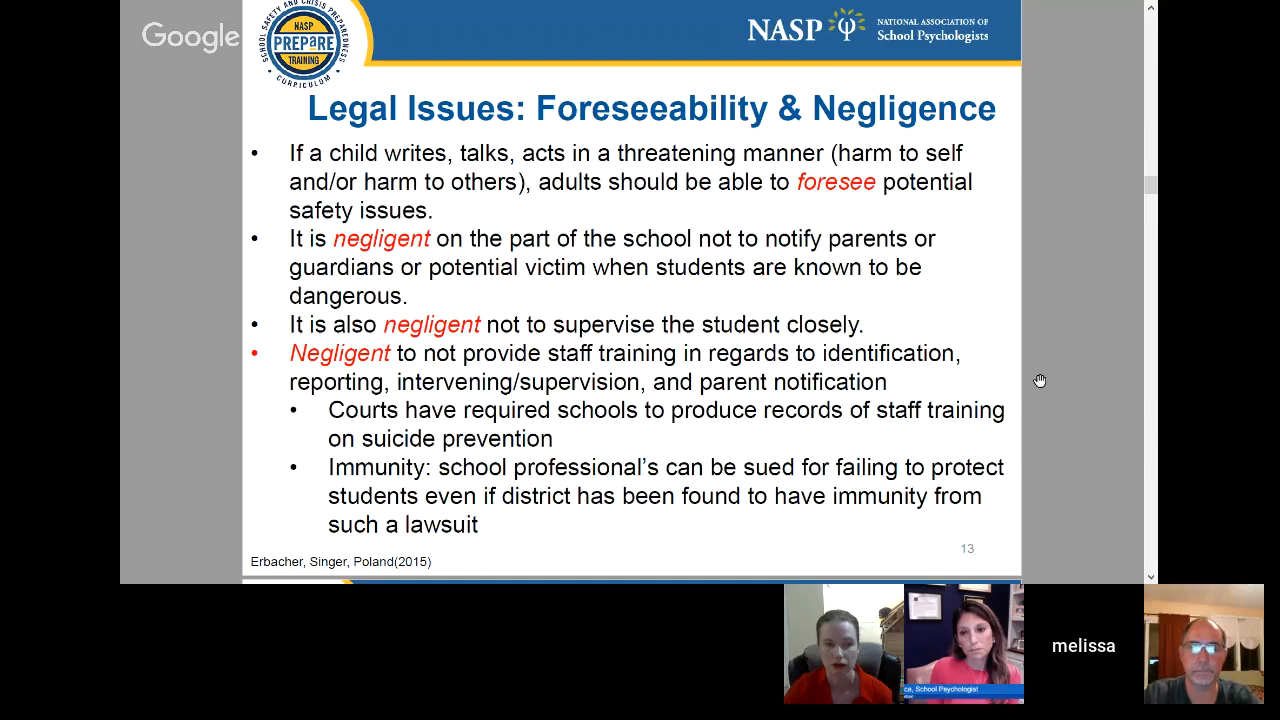 Google
SCHOOL SAFETY AND CRISIS PREPAREDNESS
NASP
PREPaRE
TRAINING
CURRICULUM
NASP
NATIONAL ASSOCIATION OF
School Psychologists
Legal Issues: Foreseeability & Negligence
• If a child writes, talks, acts in a threatening manner (harm to self
and/or harm to others), adults should be able to foresee potential
safety issues.
• It is negligent on the part of the school not to notify parents or
guardians or potential victim when students are known to be
dangerous.
• It is also negligent not to supervise the student closely.
• Negligent to not provide staff training in regards to identification,
reporting, intervening/supervision, and parent notification
• Courts have required schools to produce records of staff training
on suicide prevention
• Immunity: school professional's can be sued for failing to protect
students even if district has been found to have immunity from
such a lawsuit
13
Erbacher, Singer, Poland(2015)
melissa
ca, School Psychologist